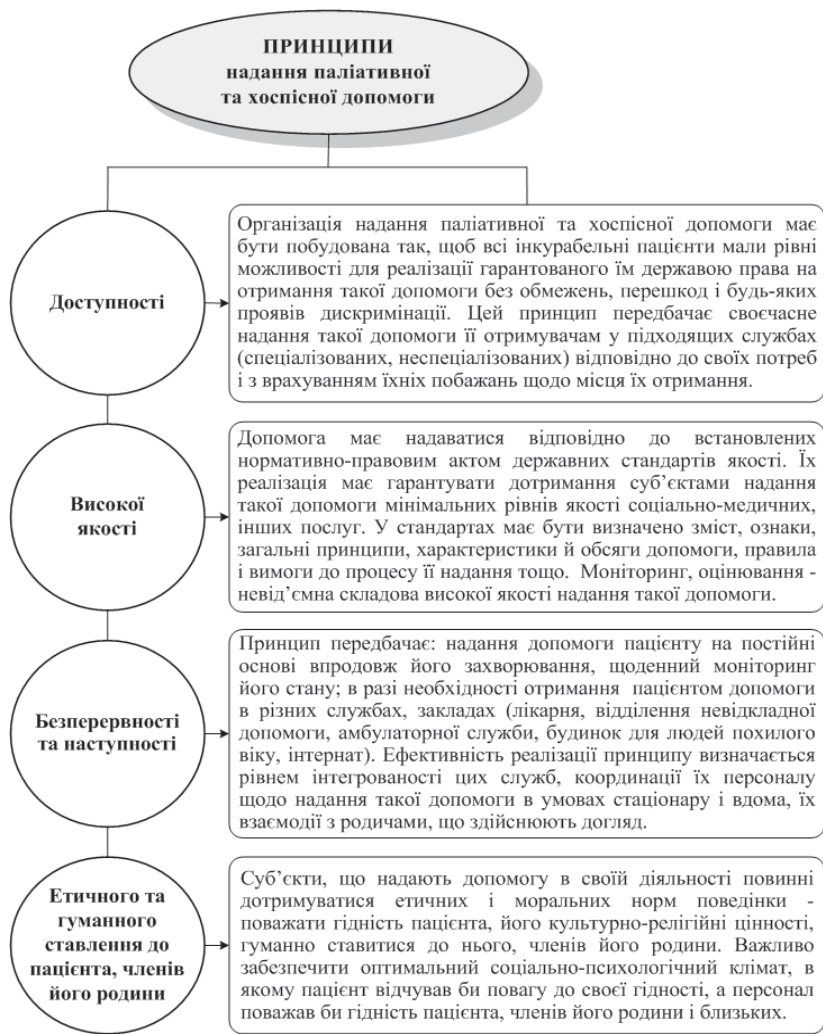 ПРИНЦИПИ
надання паліативної
та хоспісної допомоги
Доступності
Організація надання паліативної та хоспісної допомоги має
бути побудована так, щоб всі інкурабельні пацієнти мали рівні
можливості для реалізації гарантованого їм державою права на
отримання такої допомоги без обмежень, перешкод і будь-яких
проявів дискримінації. Цей принцип передбачає своєчасне
надання такої допомоги її отримувачам у підходящих службах
(спеціалізованих, неспеціалізованих) відповідно до своїх потреб
і з врахуванням їхніх побажань щодо місця їх отримання.
Високої
якості
Допомога має надаватися відповідно до встановлених
нормативно-правовим актом державних стандартів якості. Їх
реалізація має гарантувати дотримання суб’єктами надання
такої допомоги мінімальних рівнів якості соціально-медичних,
інших послуг. У стандартах має бути визначено зміст, ознаки,
загальні принципи, характеристики й обсяги допомоги, правила
і вимоги до процесу її надання тощо. Моніторинг, оцінювання -
невід’ємна складова високої якості надання такої допомоги.
Безперервності
та наступності
Принцип передбачає: надання допомоги пацієнту на постійні
основі впродовж його захворювання, щоденний моніторинг
його стану; в разі необхідності отримання пацієнтом допомоги
в різних службах, закладах (лікарня, відділення невідкладної
допомоги, амбулаторної служби, будинок для людей похилого
віку, інтернат). Ефективність реалізації принципу визначається
рівнем інтегрованості цих служб, координації їх персоналу
щодо надання такої допомоги в умовах стаціонару і вдома, їх
взаємодії з родичами, що здійснюють догляд.
Етичного та
гуманного
ставлення до
пацієнта, членів
його родини
Суб’єкти, що надають допомогу в своїй діяльності повинні
дотримуватися етичних і моральних норм поведінки -
поважати гідність пацієнта, його культурно-релігійні цінності,
гуманно ставитися до нього, членів його родини. Важливо
забезпечити оптимальний соціально-психологічний клімат, в
якому пацієнт відчував би повагу до своєї гідності, а персонал
поважав би гідність пацієнта, членів його родини і близьких.